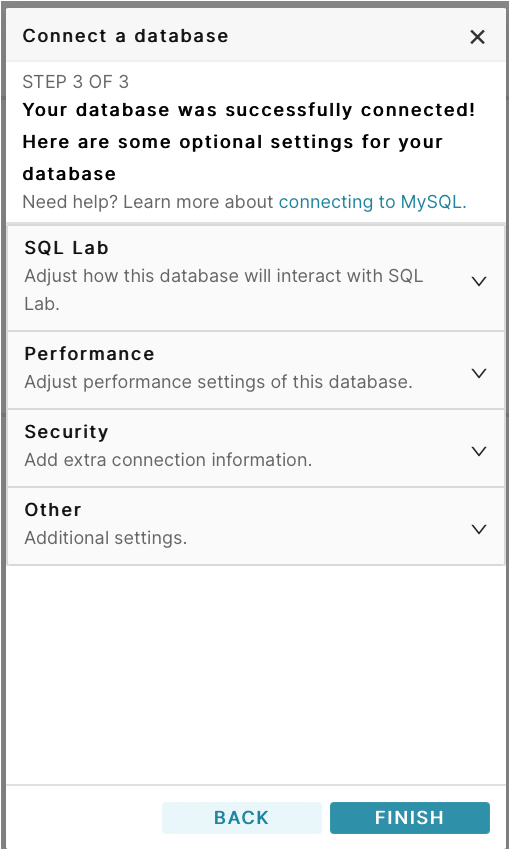 Connect a database
STEP 3 OF 3
Your database was successfully connected!
Here are some optional settings for your
database
Need help? Learn more about connecting to MySQL.
SQL Lab
Adjust how this database will interact with SQL
Lab.
Performance
Adjust performance settings of this database.
Security
Add extra connection information.
Other
Additional settings.
BACK
FINISH